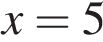 x = 5